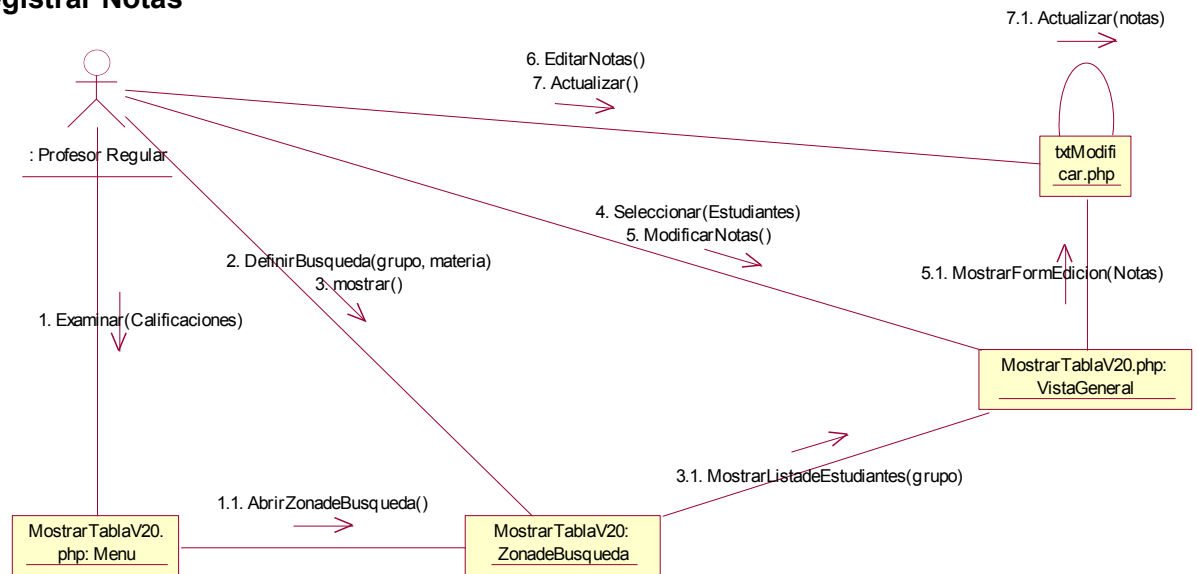 egistrar Notas
7.1. Actualizar(notas)
6. EditarNotas()
7. Actualizar()
: Profesor Regular
txtModifi
car.php
4. Seleccionar(Estudiantes)
5. ModificarNotas()
2. DefinirBusqueda(grupo, materia)
3. mostrar()
5.1. MostrarFormEdicion(Notas)
1. Examinar(Calificaciones)
MostrarTablaV20.php:
VistaGeneral
3.1. MostrarListadeEstudiantes(grupo)
1.1. AbrirZonadeBusqueda()
MostrarTablaV20.
php: Menu
MostrarTablaV20:
ZonadeBusqueda